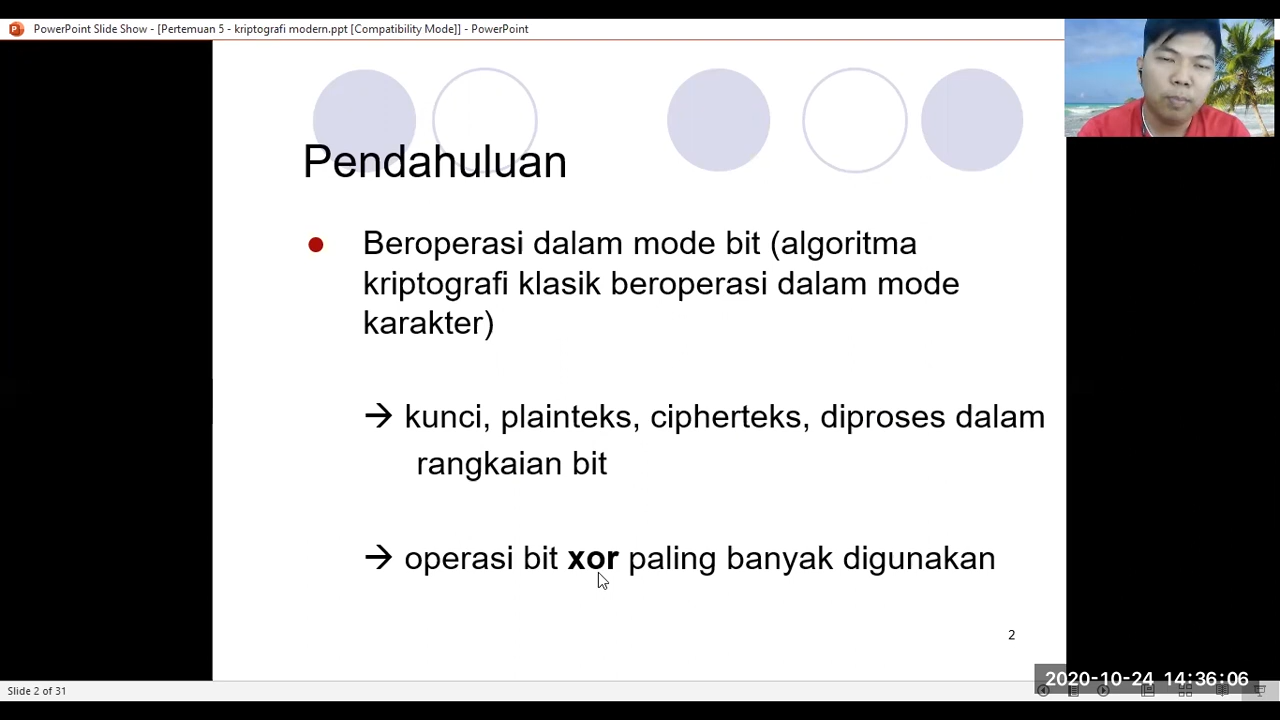 PowerPoint Slide Show - [Pertemuan 5 - kriptografi modern.ppt [Compatibility Mode]] - PowerPoint
Pendahuluan
● Beroperasi dalam mode bit (algoritma
kriptografi klasik beroperasi dalam mode
karakter)
→ kunci, plainteks, cipherteks, diproses dalam
rangkaian bit
→ operasi bit xor paling banyak digunakan
2
2020-10-24 14:36:06
Slide 2 of 31